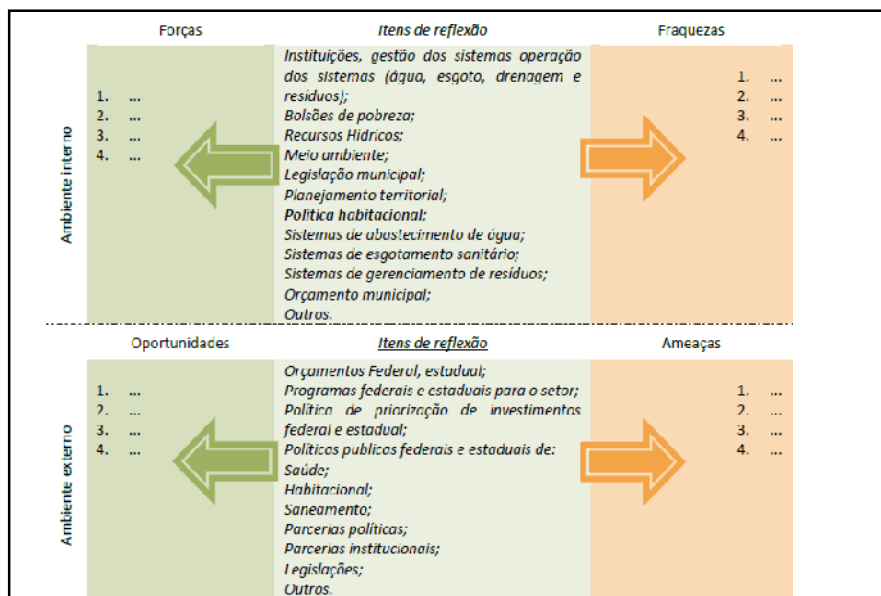 Forças
Itens de reflexão
Fraquezas
Ambiente interno
1. ...
2. ...
3. ...
4. ...
Instituições, gestão dos sistemas operação
dos sistemas (água, esgoto, drenagem e
resíduos);
Bolsões de pobreza;
Recursos Hídricos;
Meio ambiente;
Legislação municipal;
Planejamento territorial;
Política habitacional;
Sistemas de abastecimento de água;
Sistemas de esgotamento sanitário;
Sistemas de gerenciamento de resíduos;
Orçamento municipal;
Outros.
1. ...
2. ...
3. ...
4. ...
Oportunidades
Itens de reflexão
Ameaças
Ambiente externo
1. ...
2. ...
3. ...
4. ...
Orçamentos Federal, estadual;
Programas federais e estaduais para o setor;
Política de priorização de investimentos
federal e estadual;
Políticas publicos federais e estaduais de:
Saúde;
Habitacional;
Saneamento;
Parcerias políticas;
Parcerias institucionais;
Legislações;
Outros.
1. ...
2. ...
3. ...
4. ...